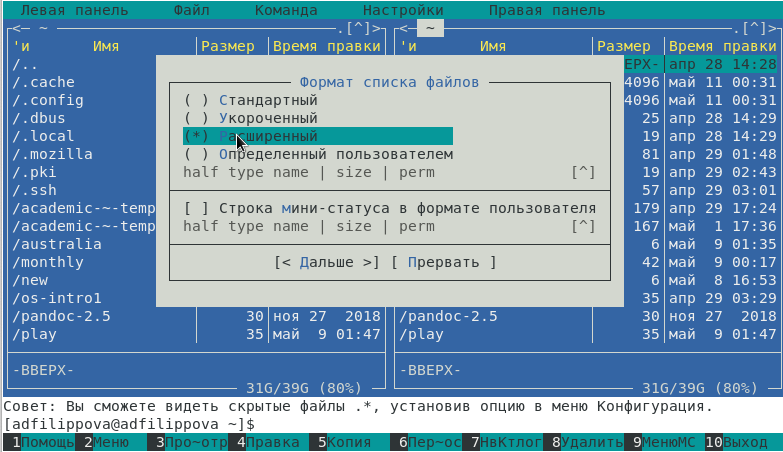 Левая панель Файл Команда Настройки Правая панель
<— ~ .[^]> <— ~ .[^]>
'и Имя Размер Время правки 'и Имя Размер Время правки
/.. ЕРХ- апр 28 14:28
Формат списка файлов
/.cache 4096 май 11 00:31
( ) Стандартный
/.config 4096 май 11 00:31
( ) Укороченный
/.dbus 25 апр 28 14:29
(*) Расширенный
/.local 19 апр 28 14:29
( ) Определенный пользователем
/.mozilla 81 апр 29 01:48
half type name | size | perm [^]
/.pki 19 апр 29 02:43
/.ssh 57 апр 29 03:01
[ ] Строка мини-статуса в формате пользователя
/academic-~-temp 179 апр 29 17:24
half type name | size | perm [^]
/academic-~-temp 167 май 1 17:36
/australia 6 май 9 01:35
[< Дальше >] [ Прервать ]
/monthly 42 май 9 00:17
/new 6 май 8 16:53
/os-intro1 35 апр 29 03:29
/pandoc-2.5 30 ноя 27 2018 /pandoc-2.5 30 ноя 27 2018
/play 35 май 9 01:47 /play 35 май 9 01:47
-ВВЕРХ- -ВВЕРХ-
31G/39G (80%) 31G/39G (80%)
Совет: Вы сможете видеть скрытые файлы .*, установив опцию в меню Конфигурация.
[adfilippova@adfilippova ~]$
1Помощь 2Меню 3Про~отр 4Правка 5Копия 6Пер~ос 7НвКтлог 8Удалить 9МенюМС 10Выход